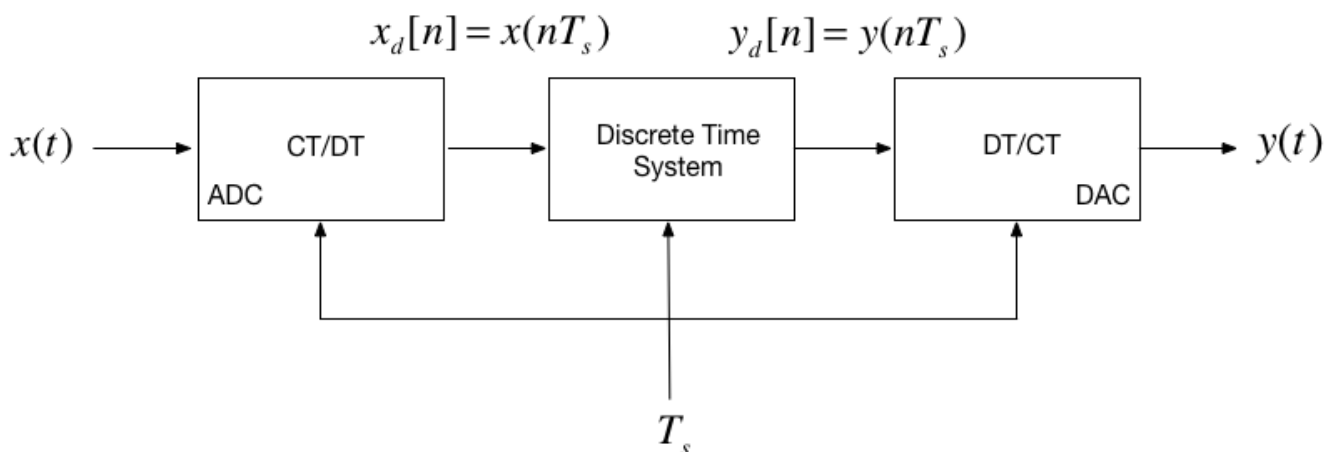 x_d[n] = x(nT_s)
y_d[n] = y(nT_s)
x(t)
CT/DT
ADC
Discrete Time
System
DT/CT
DAC
y(t)
T_s